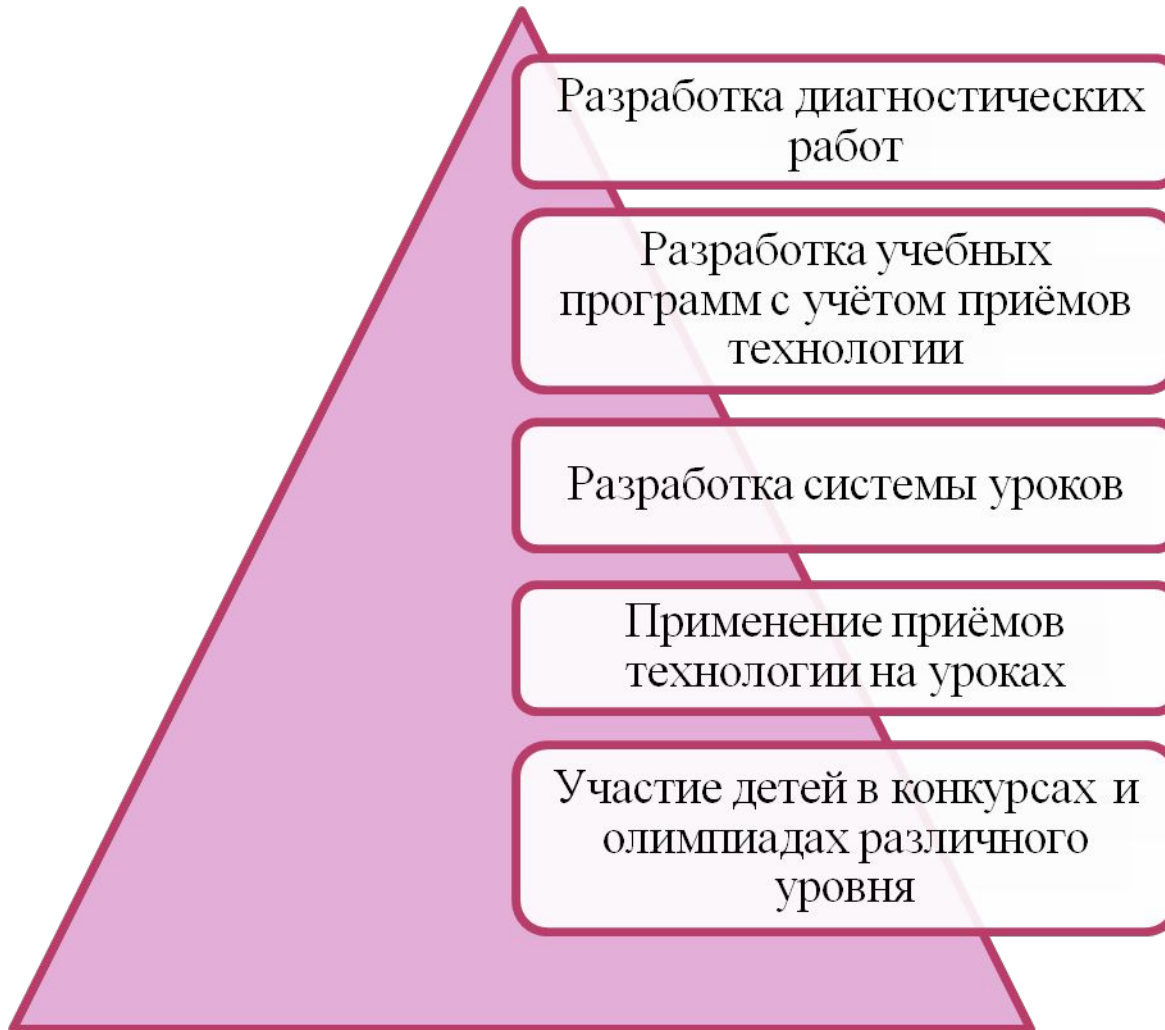 Разработка диагностических
работ
Разработка учебных
программ с учётом приёмов
технологии
Разработка системы уроков
Применение приёмов
технологии на уроках
Участие детей в конкурсах и
олимпиадах различного
уровня